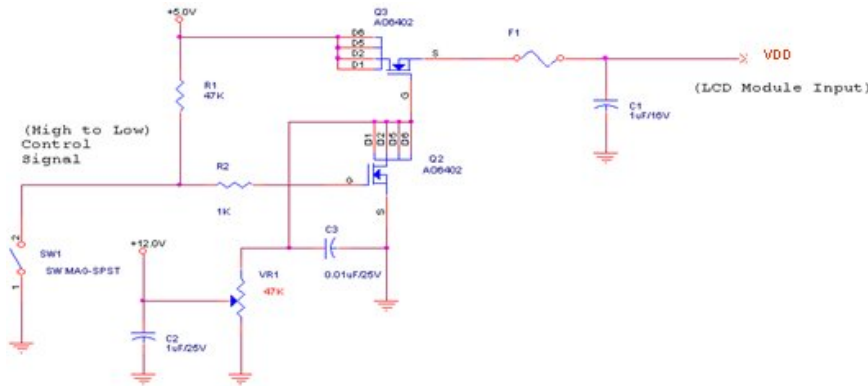 +5.0V
Q3
AO6402
D6
D5
D2
D1
S
G
F1
VDD
(LCD Module Input)
C1
1uF/16V
R1
47K
(High to Low)
Control
Signal
R2
1K
D1
D2
D5
D6
Q2
AO6402
G
S
2
SW1
SW MAG-SPST
1
+12.0V
C3
0.01uF/25V
VR1
47K
C2
1uF/25V